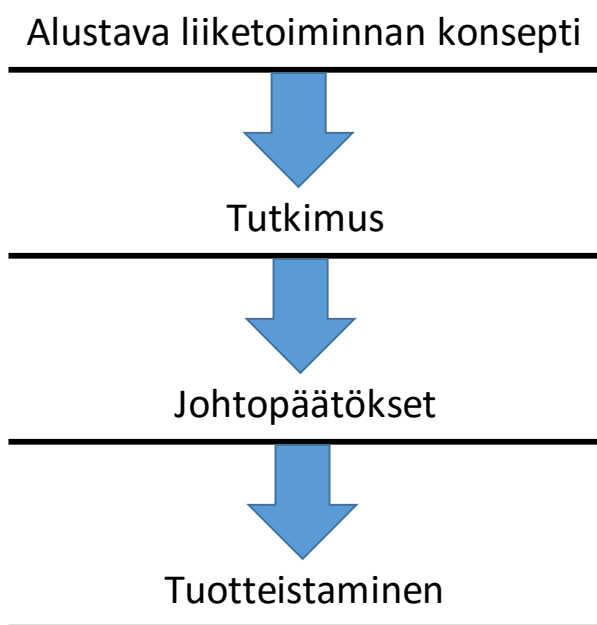 Alustava liiketoiminnan konsepti
Tutkimus
Johtopäätökset
Tuotteistaminen